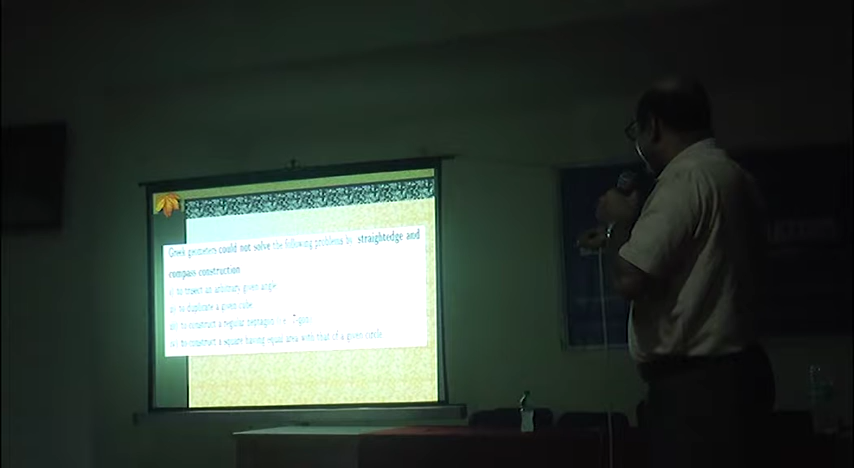 Greek geometers could not solve the following problems by straightedge and
compass construction
i) to trisect an arbitrary given angle
ii) to duplicate a given cube
iii) to construct a regular heptagon i.e. 7-gon
iv) to construct a square having equal area with that of a given circle